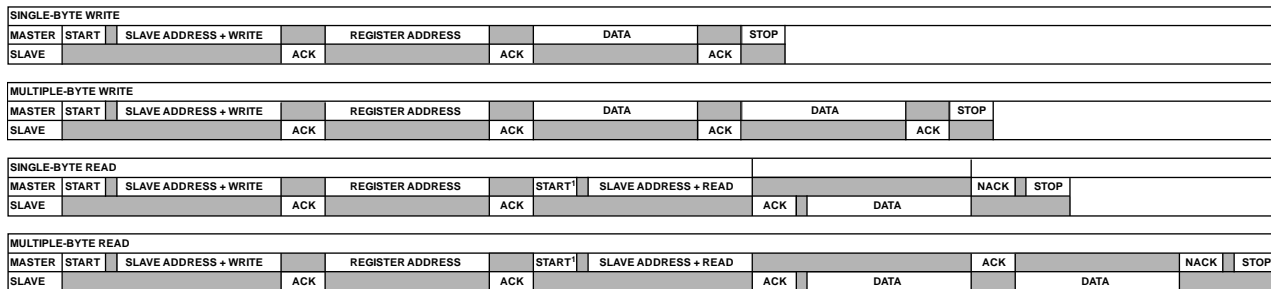 SINGLE-BYTE WRITE
MASTER START SLAVE ADDRESS + WRITE REGISTER ADDRESS DATA STOP
SLAVE ACK ACK ACK
MULTIPLE-BYTE WRITE
MASTER START SLAVE ADDRESS + WRITE REGISTER ADDRESS DATA DATA STOP
SLAVE ACK ACK ACK ACK
SINGLE-BYTE READ
MASTER START SLAVE ADDRESS + WRITE REGISTER ADDRESS START¹ SLAVE ADDRESS + READ NACK STOP
SLAVE ACK ACK ACK DATA
MULTIPLE-BYTE READ
MASTER START SLAVE ADDRESS + WRITE REGISTER ADDRESS START¹ SLAVE ADDRESS + READ ACK NACK STOP
SLAVE ACK ACK ACK DATA DATA